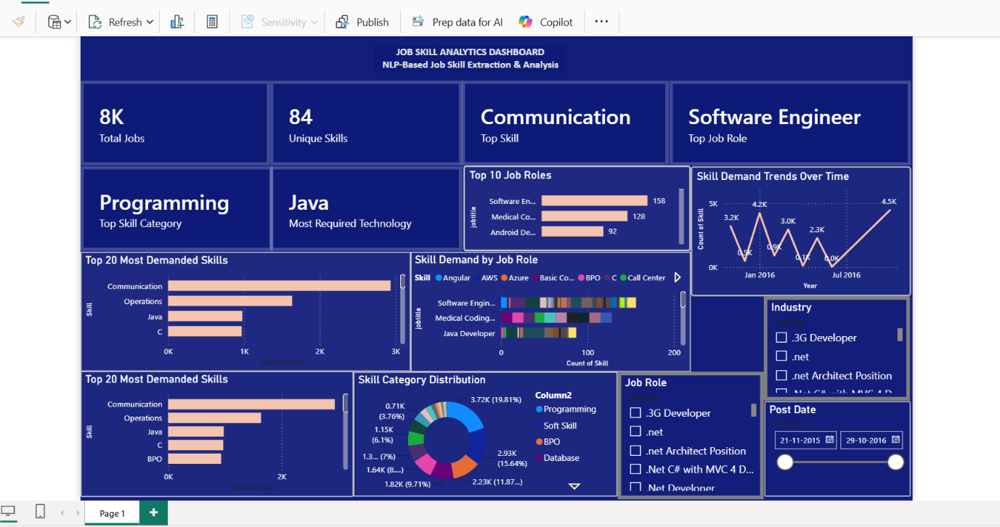 Refresh
Sensitivity
Publish
Prep data for AI
Copilot
JOB SKILL ANALYTICS DASHBOARD
NLP-Based Job Skill Extraction & Analysis
8K
Total Jobs
84
Unique Skills
Communication
Top Skill
Software Engineer
Top Job Role
Programming
Top Skill Category
Java
Most Required Technology
Top 10 Job Roles
jobtitle
Software En...
158
Medical Co...
128
Android De...
92
Skill Demand Trends Over Time
Count of Skill
5K
0K
3.2K
0.5K
4.2K
0.9K
3.0K
0.1K
2.3K
0.0K
4.5K
Jan 2016
Jul 2016
Year
Top 20 Most Demanded Skills
Skill
Communication
Operations
Java
C
0K
1K
2K
3K
Count of Skill
Skill Demand by Job Role
Skill
Angular
AWS
Azure
Basic Co...
BPO
C
Call Center
jobtitle
Software Engin...
Medical Coding...
Java Developer
0
100
200
Count of Skill
Industry
.3G Developer
.net
.net Architect Position
.Net C# with MVC 4 D
Top 20 Most Demanded Skills
Skill
Communication
Operations
Java
C
BPO
0K
2K
Count of Skill
Skill Category Distribution
3.72K (19.81%)
2.93K
(15.64%)
2.23K (11.87...)
1.82K (9.71%)
1.64K (8....)
1.3... (7%)
1.15K
(6.1%)
0.71K
(3.76%)
Column2
Programming
Soft Skill
BPO
Database
Job Role
.3G Developer
.net
.net Architect Position
.Net C# with MVC 4 D...
.Net Developer
Post Date
21-11-2015
29-10-2016
Page 1